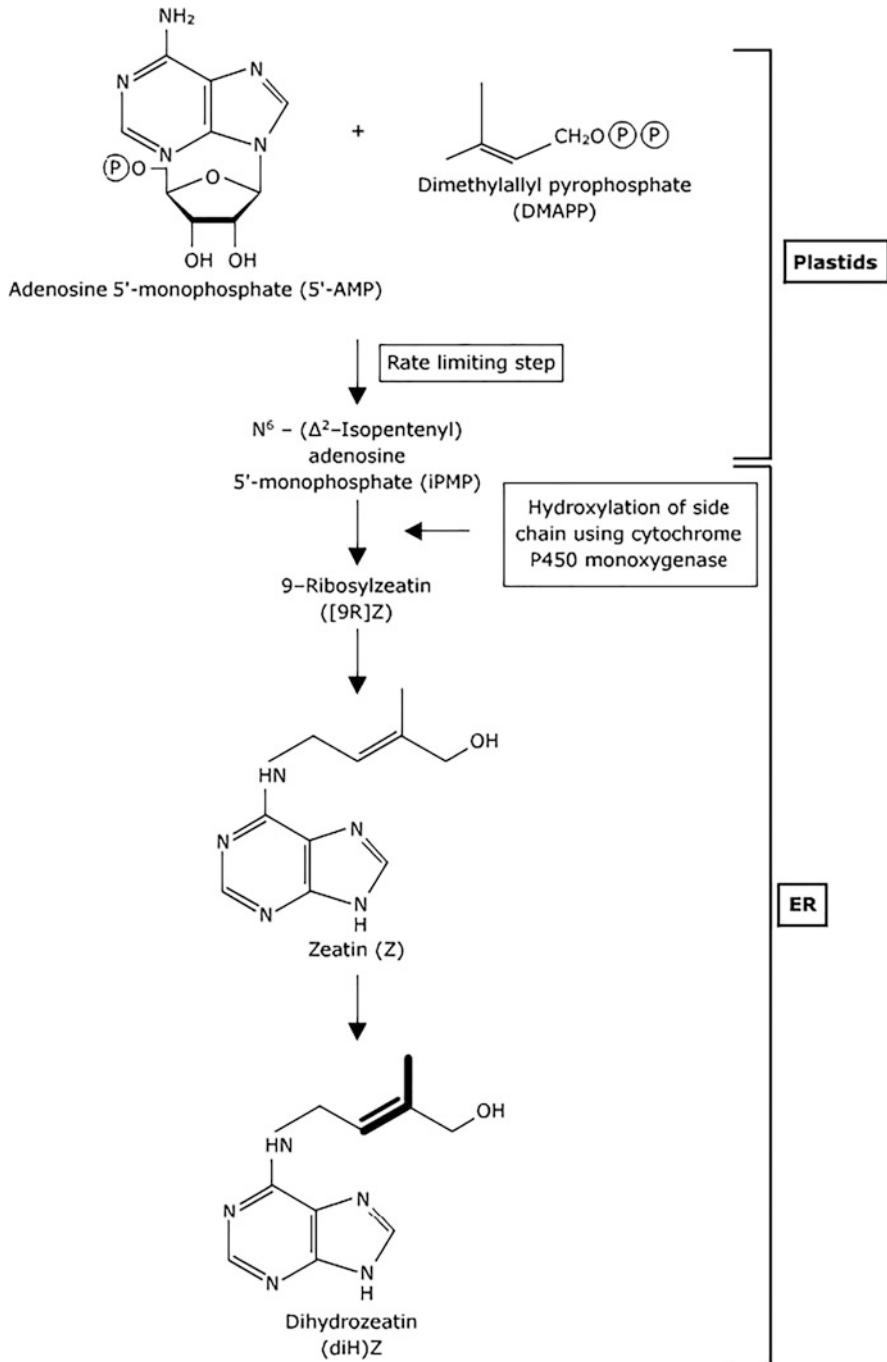 NH₂
N
N
N
N
P O
O
OH OH
Adenosine 5'-monophosphate (5'-AMP)
+
CH₂O P P
Dimethylallyl pyrophosphate
(DMAPP)
Plastids
Rate limiting step
N⁶ – (Δ²–Isopentenyl)
adenosine
5'-monophosphate (iPMP)
Hydroxylation of side
chain using cytochrome
P450 monoxygenase
9–Ribosylzeatin
([9R]Z)
OH
HN
N
N
N
N
H
Zeatin (Z)
ER
OH
HN
N
N
N
N
H
Dihydrozeatin
(diH)Z